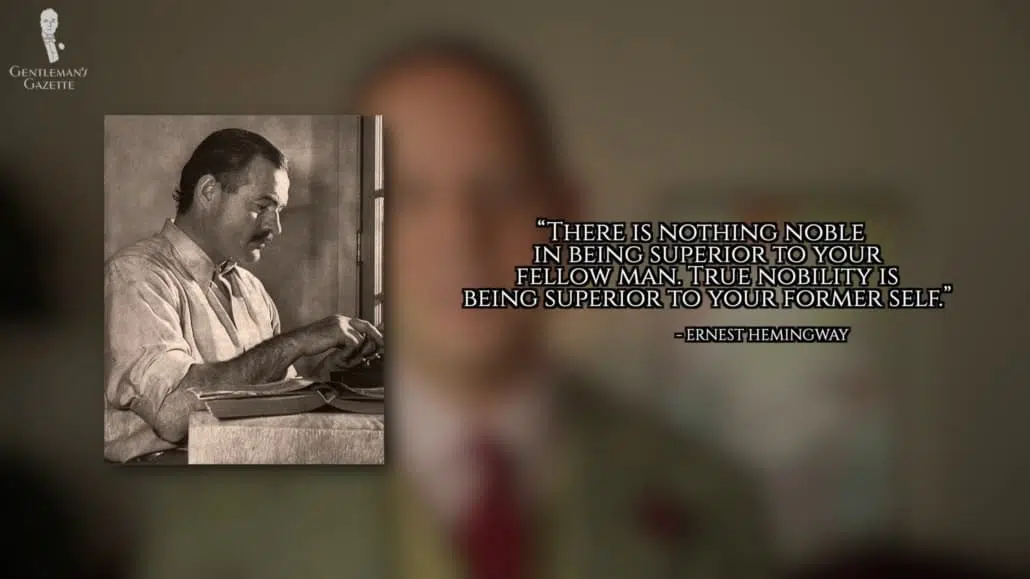 GENTLEMAN'S
GAZETTE
“THERE IS NOTHING NOBLE
IN BEING SUPERIOR TO YOUR
FELLOW MAN. TRUE NOBILITY IS
BEING SUPERIOR TO YOUR FORMER SELF.”
- ERNEST HEMINGWAY